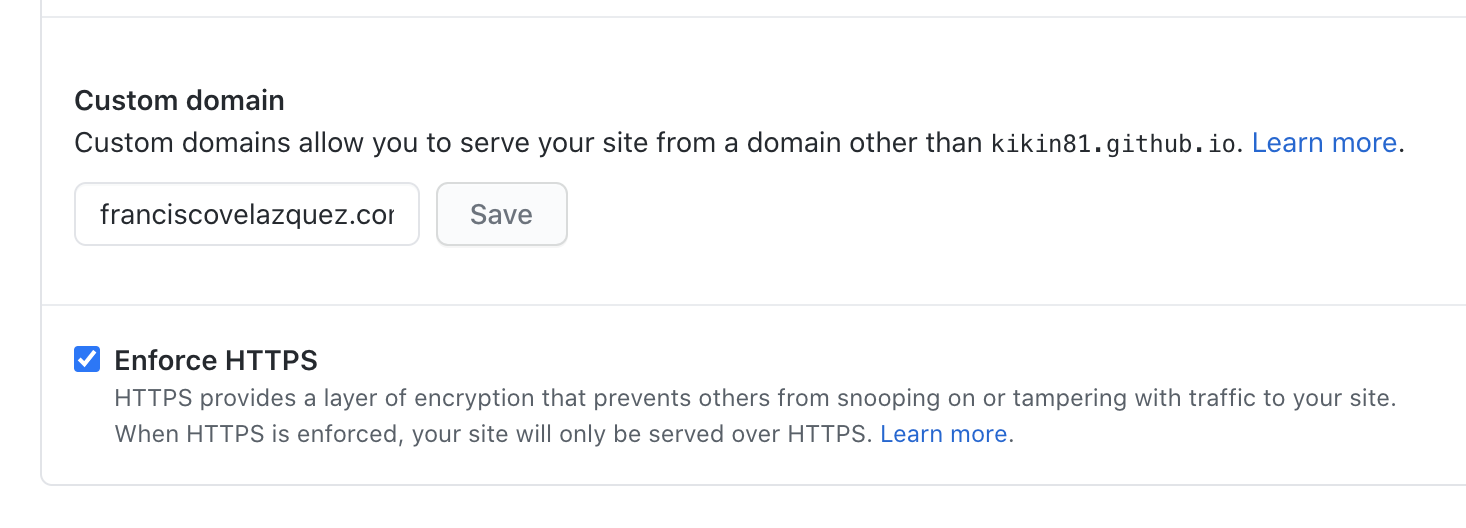 Custom domain
Custom domains allow you to serve your site from a domain other than kikin81.github.io. Learn more.
franciscovelazquez.cor
Save
Enforce HTTPS
HTTPS provides a layer of encryption that prevents others from snooping on or tampering with traffic to your site.
When HTTPS is enforced, your site will only be served over HTTPS. Learn more.